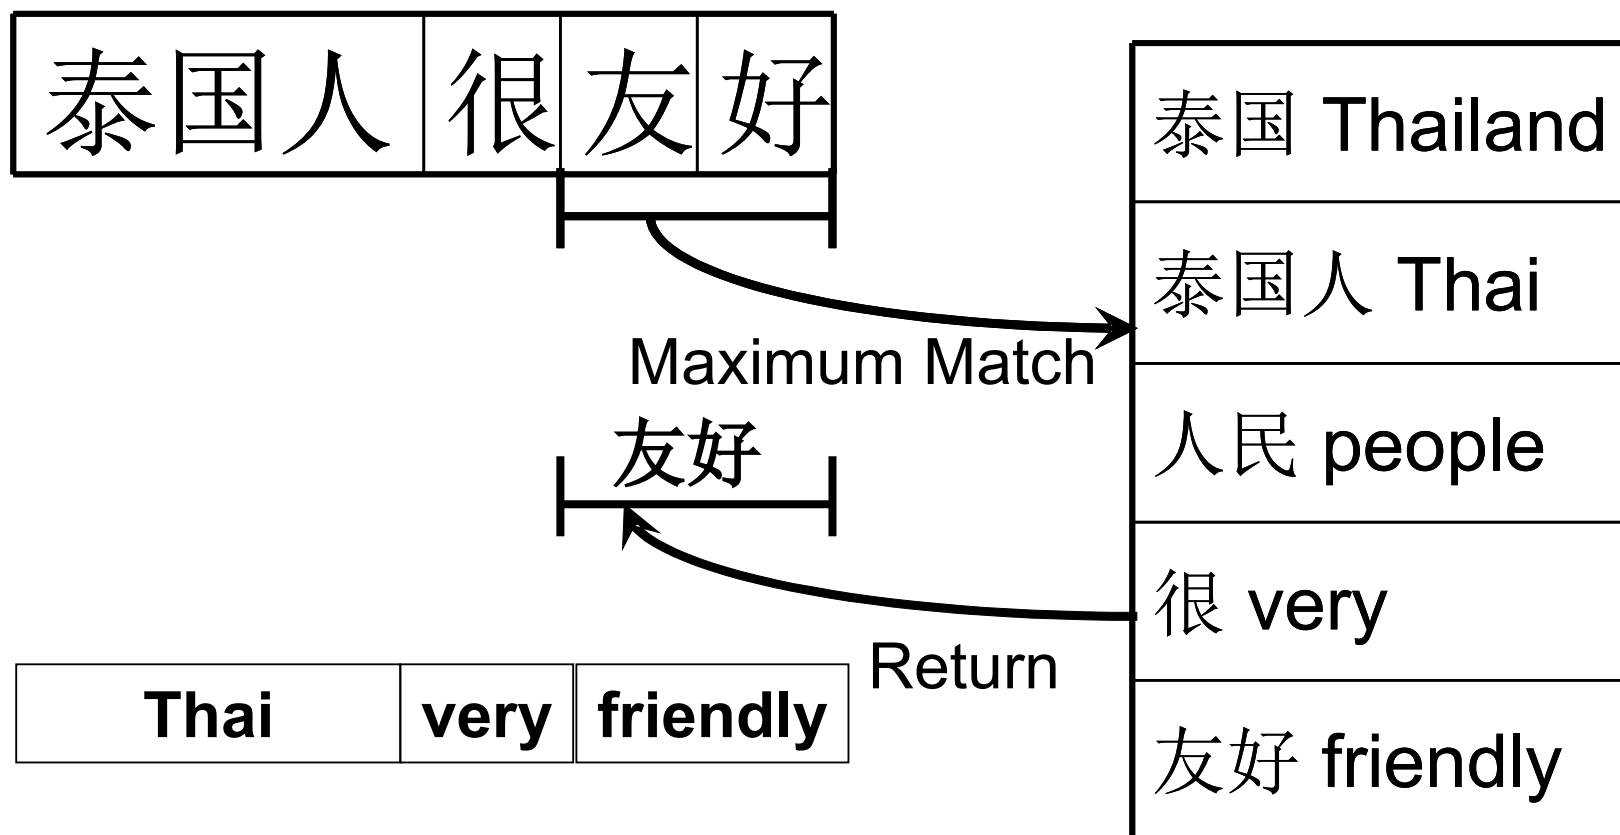 泰国人 很 友 好
Maximum Match
友好
Return
Thai very friendly
泰国 Thailand
泰国人 Thai
人民 people
很 very
友好 friendly